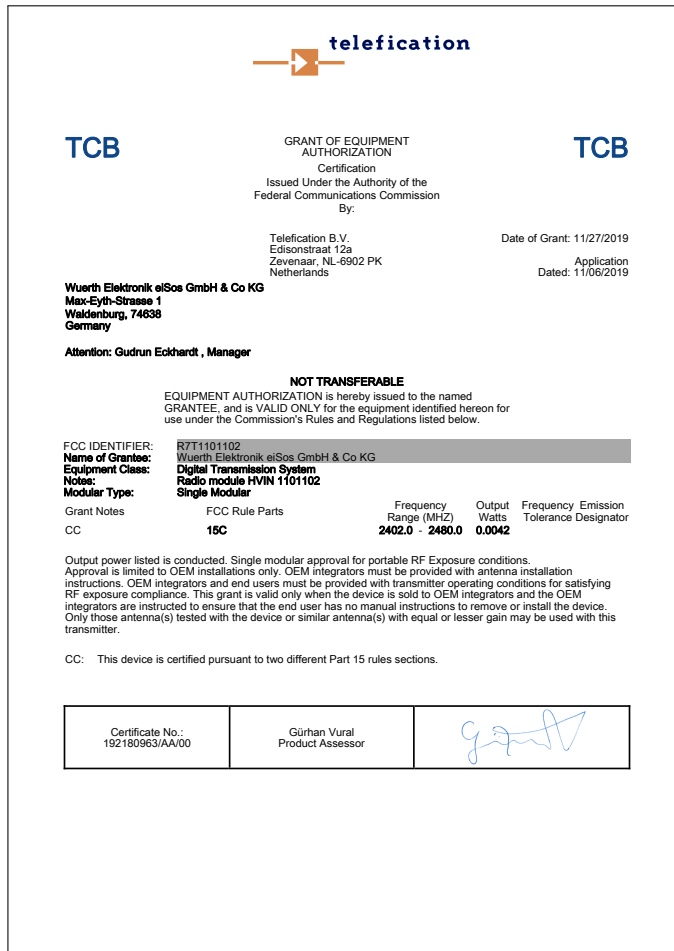 telefication
TCB
GRANT OF EQUIPMENT
AUTHORIZATION
TCB
Certification
Issued Under the Authority of the
Federal Communications Commission
By:
Telefication B.V.
Edisonstraat 12a
Zevenaar, NL-6902 PK
Netherlands
Date of Grant: 11/27/2019
Application
Dated: 11/06/2019
Wuerth Elektronik eiSos GmbH & Co KG
Max-Eyth-Strasse 1
Waldenburg, 74638
Germany
Attention: Gudrun Eckhardt , Manager
NOT TRANSFERABLE
EQUIPMENT AUTHORIZATION is hereby issued to the named
GRANTEE, and is VALID ONLY for the equipment identified hereon for
use under the Commission's Rules and Regulations listed below.
FCC IDENTIFIER: R7T1101102
Name of Grantee: Wuerth Elektronik eiSos GmbH & Co KG
Equipment Class: Digital Transmission System
Notes: Radio module HVIN 1101102
Modular Type: Single Modular
Grant Notes FCC Rule Parts Frequency Range (MHZ) Output Watts Frequency Tolerance Emission Designator
CC 15C 2402.0 - 2480.0 0.0042
Output power listed is conducted. Single modular approval for portable RF Exposure conditions.
Approval is limited to OEM installations only. OEM integrators must be provided with antenna installation
instructions. OEM integrators and end users must be provided with transmitter operating conditions for satisfying
RF exposure compliance. This grant is valid only when the device is sold to OEM integrators and the OEM
integrators are instructed to ensure that the end user has no manual instructions to remove or install the device.
Only those antenna(s) tested with the device or similar antenna(s) with equal or lesser gain may be used with this
transmitter.
CC: This device is certified pursuant to two different Part 15 rules sections.
Certificate No.:
192180963/AA/00
Gürhan Vural
Product Assessor